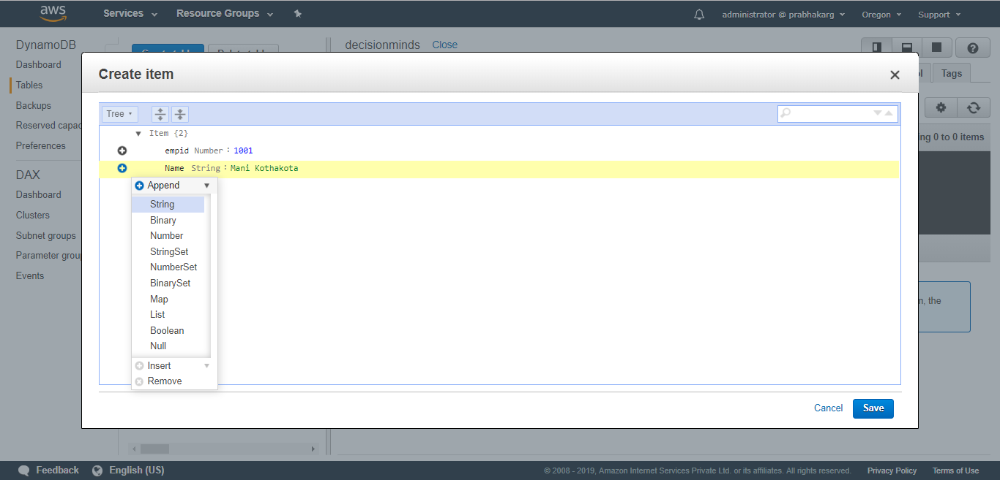 aws Services Resource Groups administrator @ prabhakarg Oregon Support
DynamoDB
Dashboard
Tables
Backups
Reserved capac
Preferences
DAX
Dashboard
Clusters
Subnet groups
Parameter group
Events
decisionminds Close
Tags
ing 0 to 0 items
m, the
Create item
Tree
Item {2}
empid Number : 1001
Name String : Mani Kothakota
Append
String
Binary
Number
StringSet
NumberSet
BinarySet
Map
List
Boolean
Null
Insert
Remove
Cancel Save
Feedback English (US) © 2008 - 2019, Amazon Internet Services Private Ltd. or its affiliates. All rights reserved. Privacy Policy Terms of Use